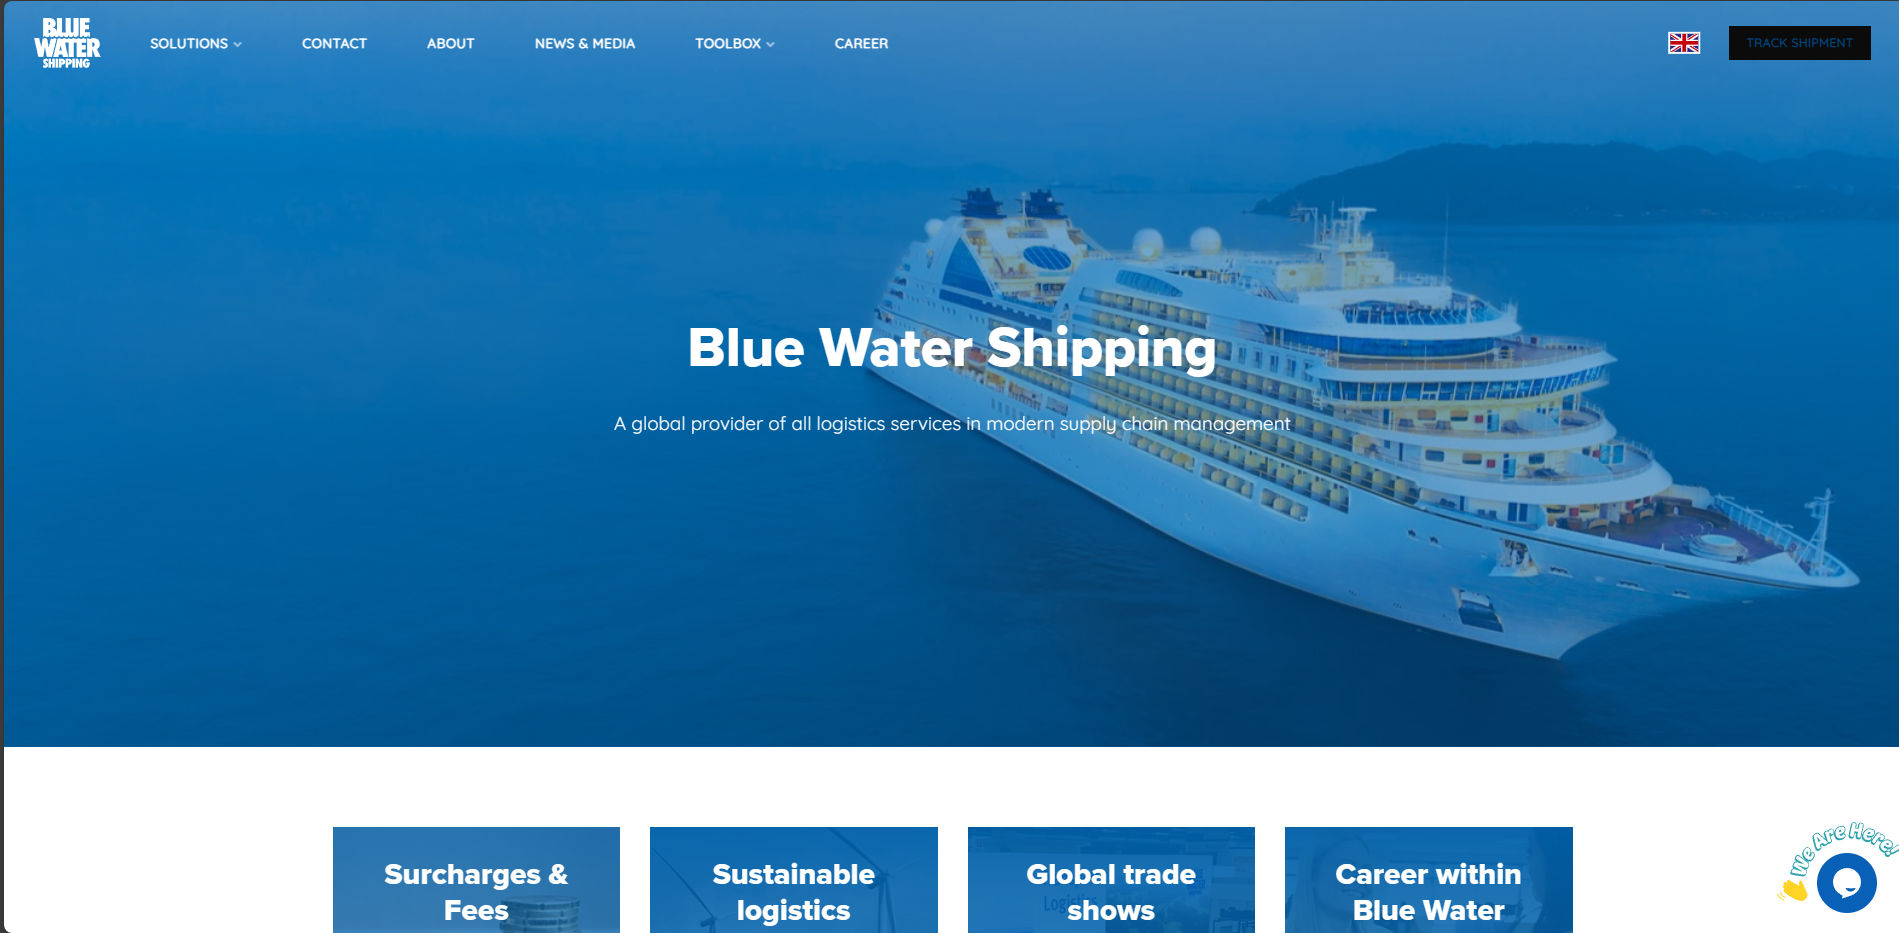 BLUE
WATER
SHIPPING
SOLUTIONS
CONTACT
ABOUT
NEWS & MEDIA
TOOLBOX
CAREER
TRACK SHIPMENT
Blue Water Shipping
A global provider of all logistics services in modern supply chain management
Surcharges &
Fees
Sustainable
logistics
Global trade
shows
Logistics
Career within
Blue Water
We Are Here!